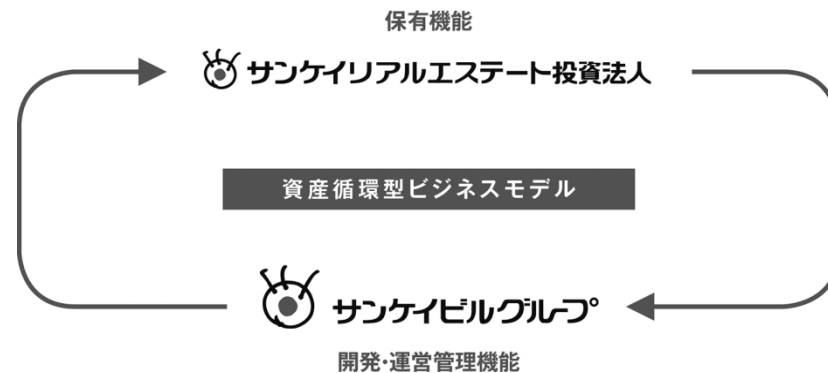 保有機能
サンケイリアルエステート投資法人
資産循環型ビジネスモデル
サンケイビルグループ
開発・運営管理機能